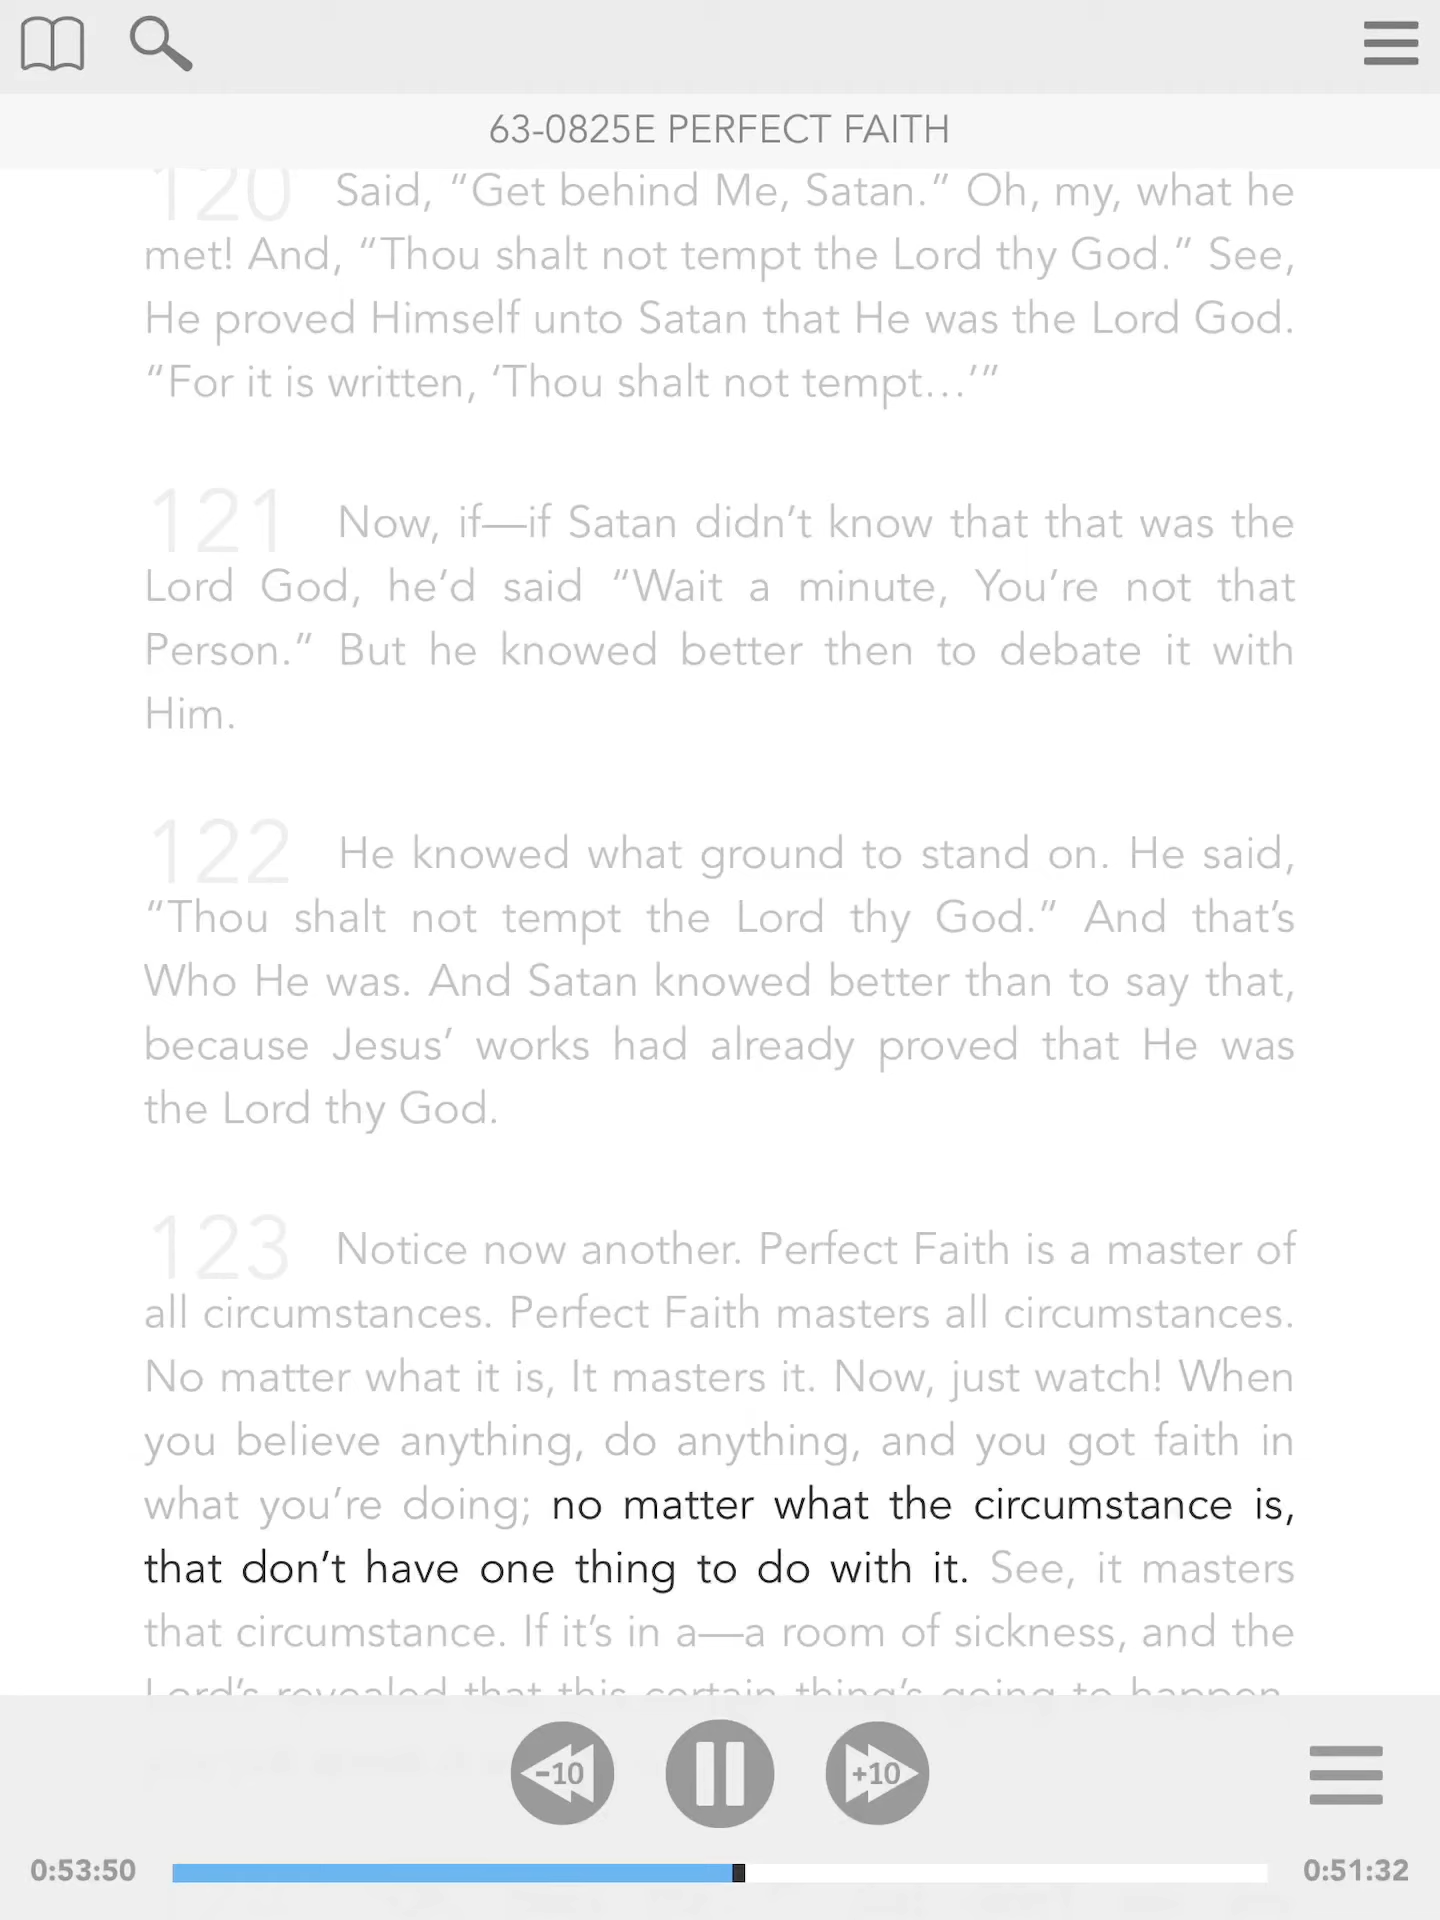 63-0825E PERFECT FAITH
120 Said, “Get behind Me, Satan.” Oh, my, what he
met! And, “Thou shalt not tempt the Lord thy God.” See,
He proved Himself unto Satan that He was the Lord God.
“For it is written, ‘Thou shalt not tempt…’”
121 Now, if—if Satan didn’t know that that was the
Lord God, he’d said “Wait a minute, You’re not that
Person.” But he knowed better then to debate it with
Him.
122 He knowed what ground to stand on. He said,
“Thou shalt not tempt the Lord thy God.” And that’s
Who He was. And Satan knowed better than to say that,
because Jesus’ works had already proved that He was
the Lord thy God.
123 Notice now another. Perfect Faith is a master of
all circumstances. Perfect Faith masters all circumstances.
No matter what it is, It masters it. Now, just watch! When
you believe anything, do anything, and you got faith in
what you’re doing; no matter what the circumstance is,
that don’t have one thing to do with it. See, it masters
that circumstance. If it’s in a—a room of sickness, and the
Lord’s revealed that this certain thing’s going to happen,
-10 +10
0:53:50 0:51:32